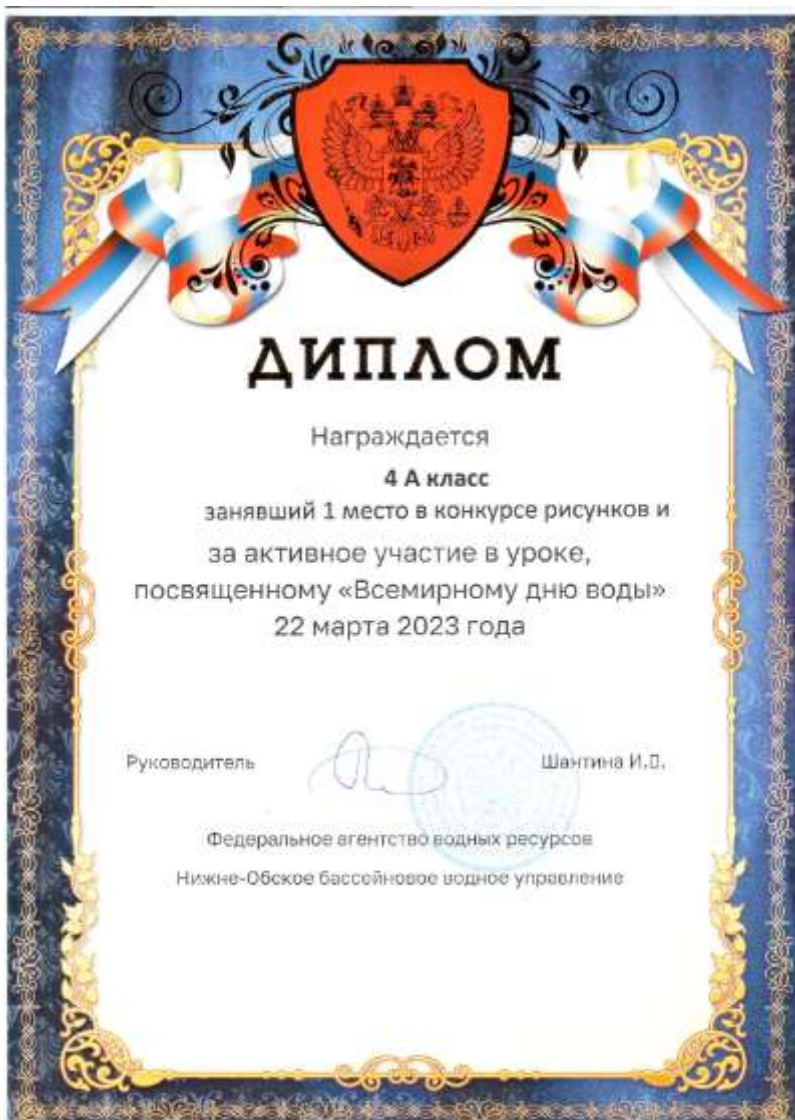 ДИПЛОМ
Награждается
4 А класс
занявший 1 место в конкурсе рисунков и
за активное участие в уроке,
посвященному «Всемирному дню воды»
22 марта 2023 года
Руководитель
Шантина И.О.
Федеральное агентство водных ресурсов
Нижне-Обское бассейновое водное управление